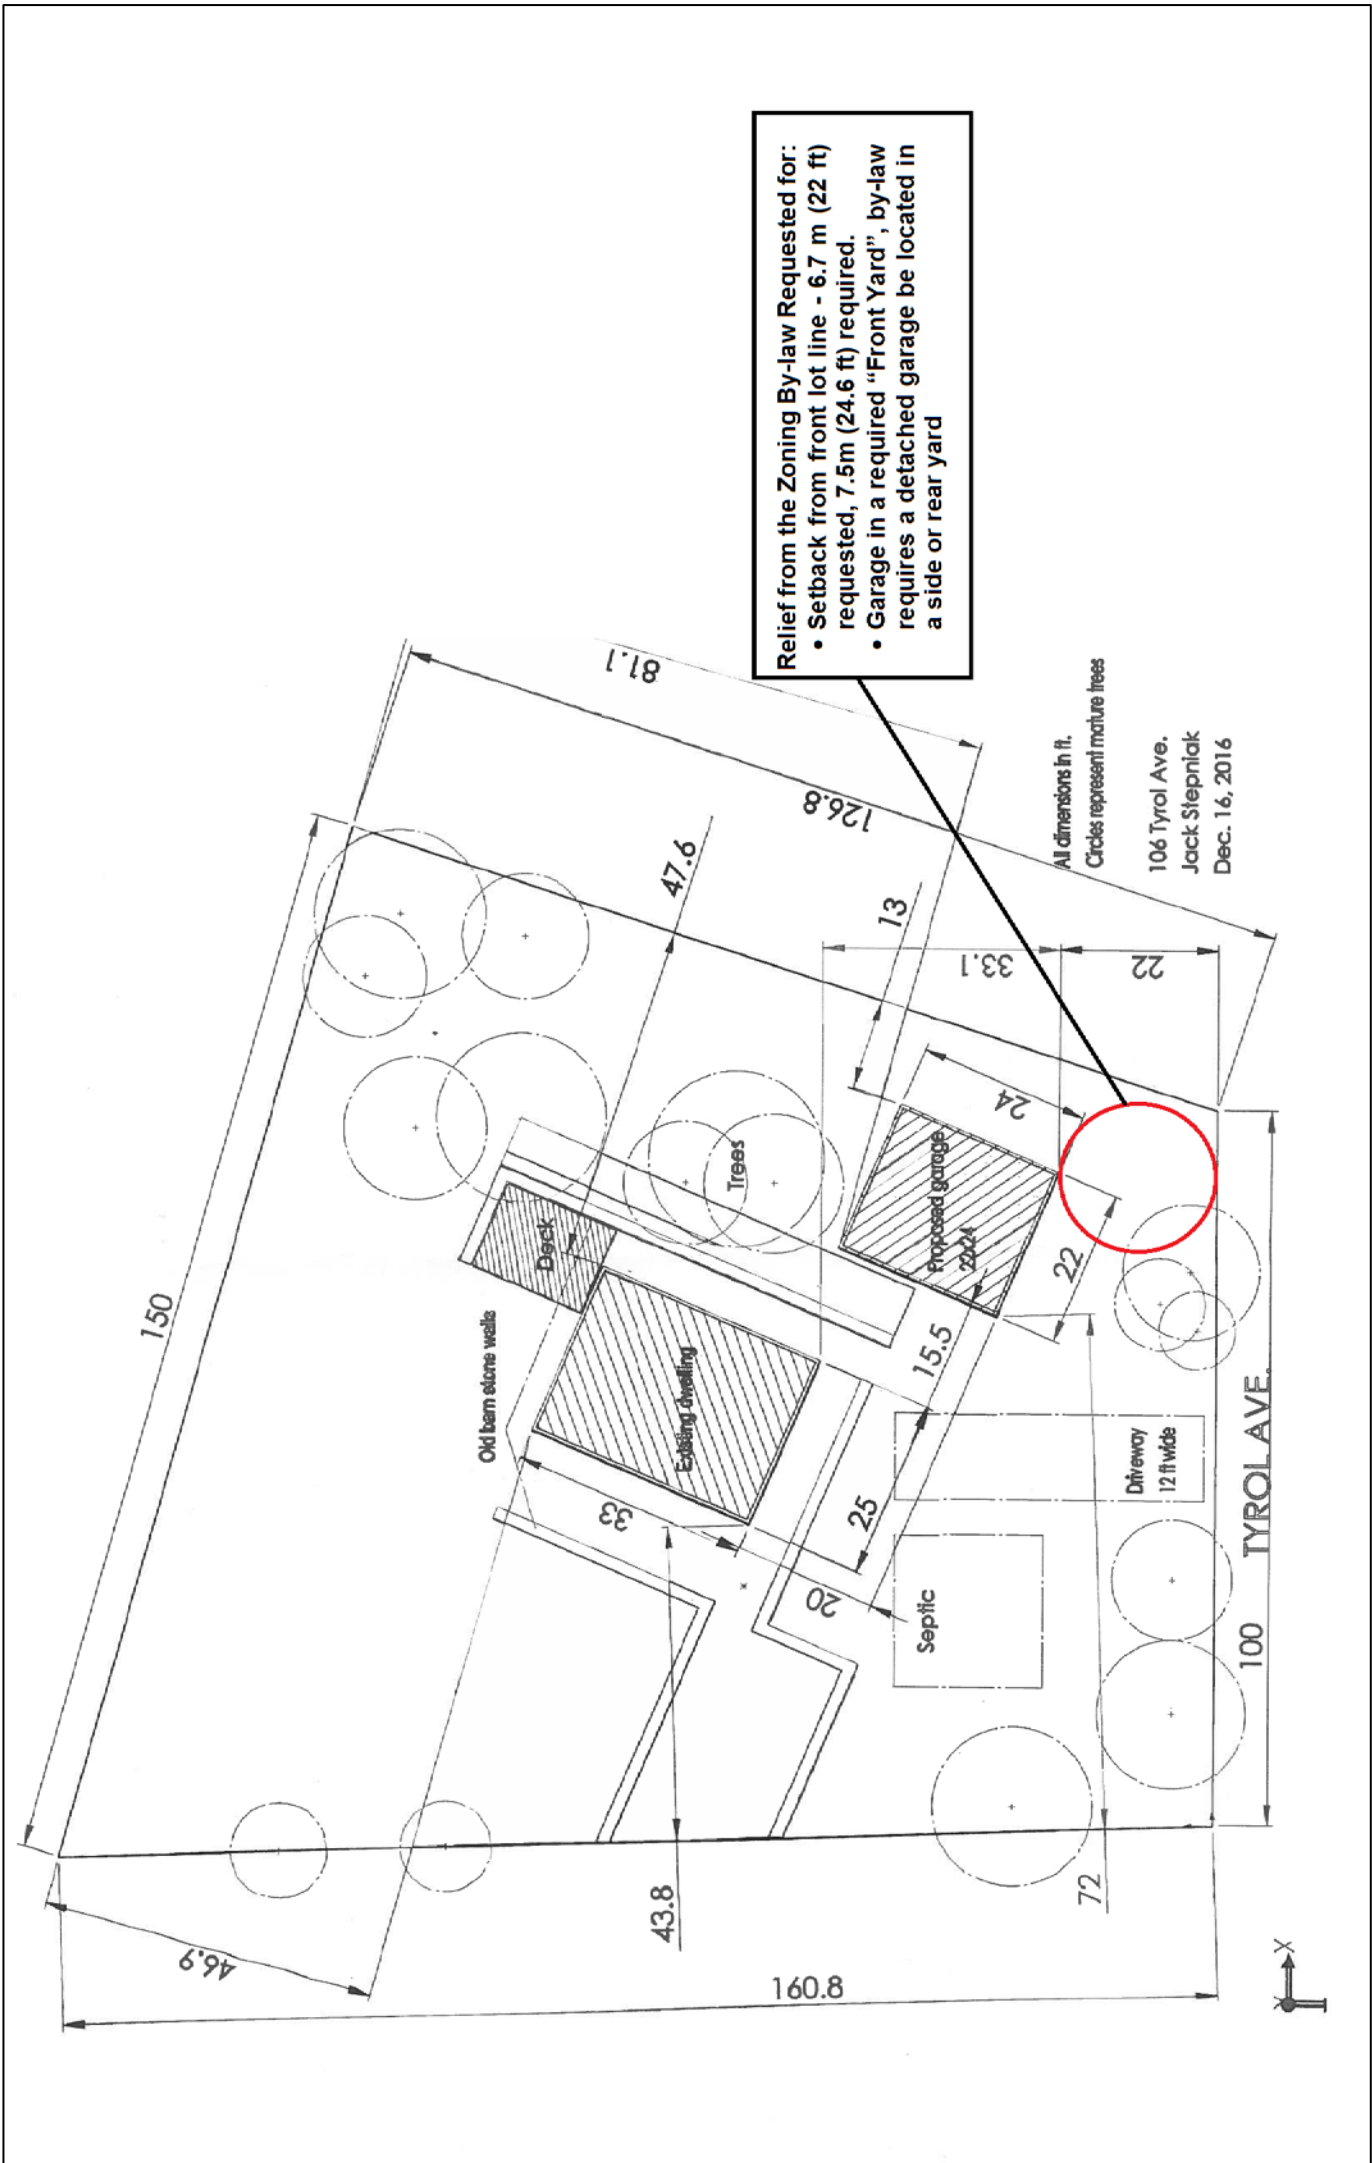 Relief from the Zoning By-law Requested for:
• Setback from front lot line - 6.7 m (22 ft)
requested, 7.5m (24.6 ft) required.
• Garage in a required “Front Yard”, by-law
requires a detached garage be located in
a side or rear yard
150
46.9
160.8
43.8
72
Old barn stone walls
Deck
Existing dwelling
33
20
25
15.5
Septic
Driveway
12 ft wide
Trees
Proposed garage
22x24
24
22
13
47.6
81.1
126.8
33.1
22
100
TYROL AVE.
All dimensions in ft.
Circles represent mature trees
106 Tyrol Ave.
Jack Stepniak
Dec. 16, 2016
X